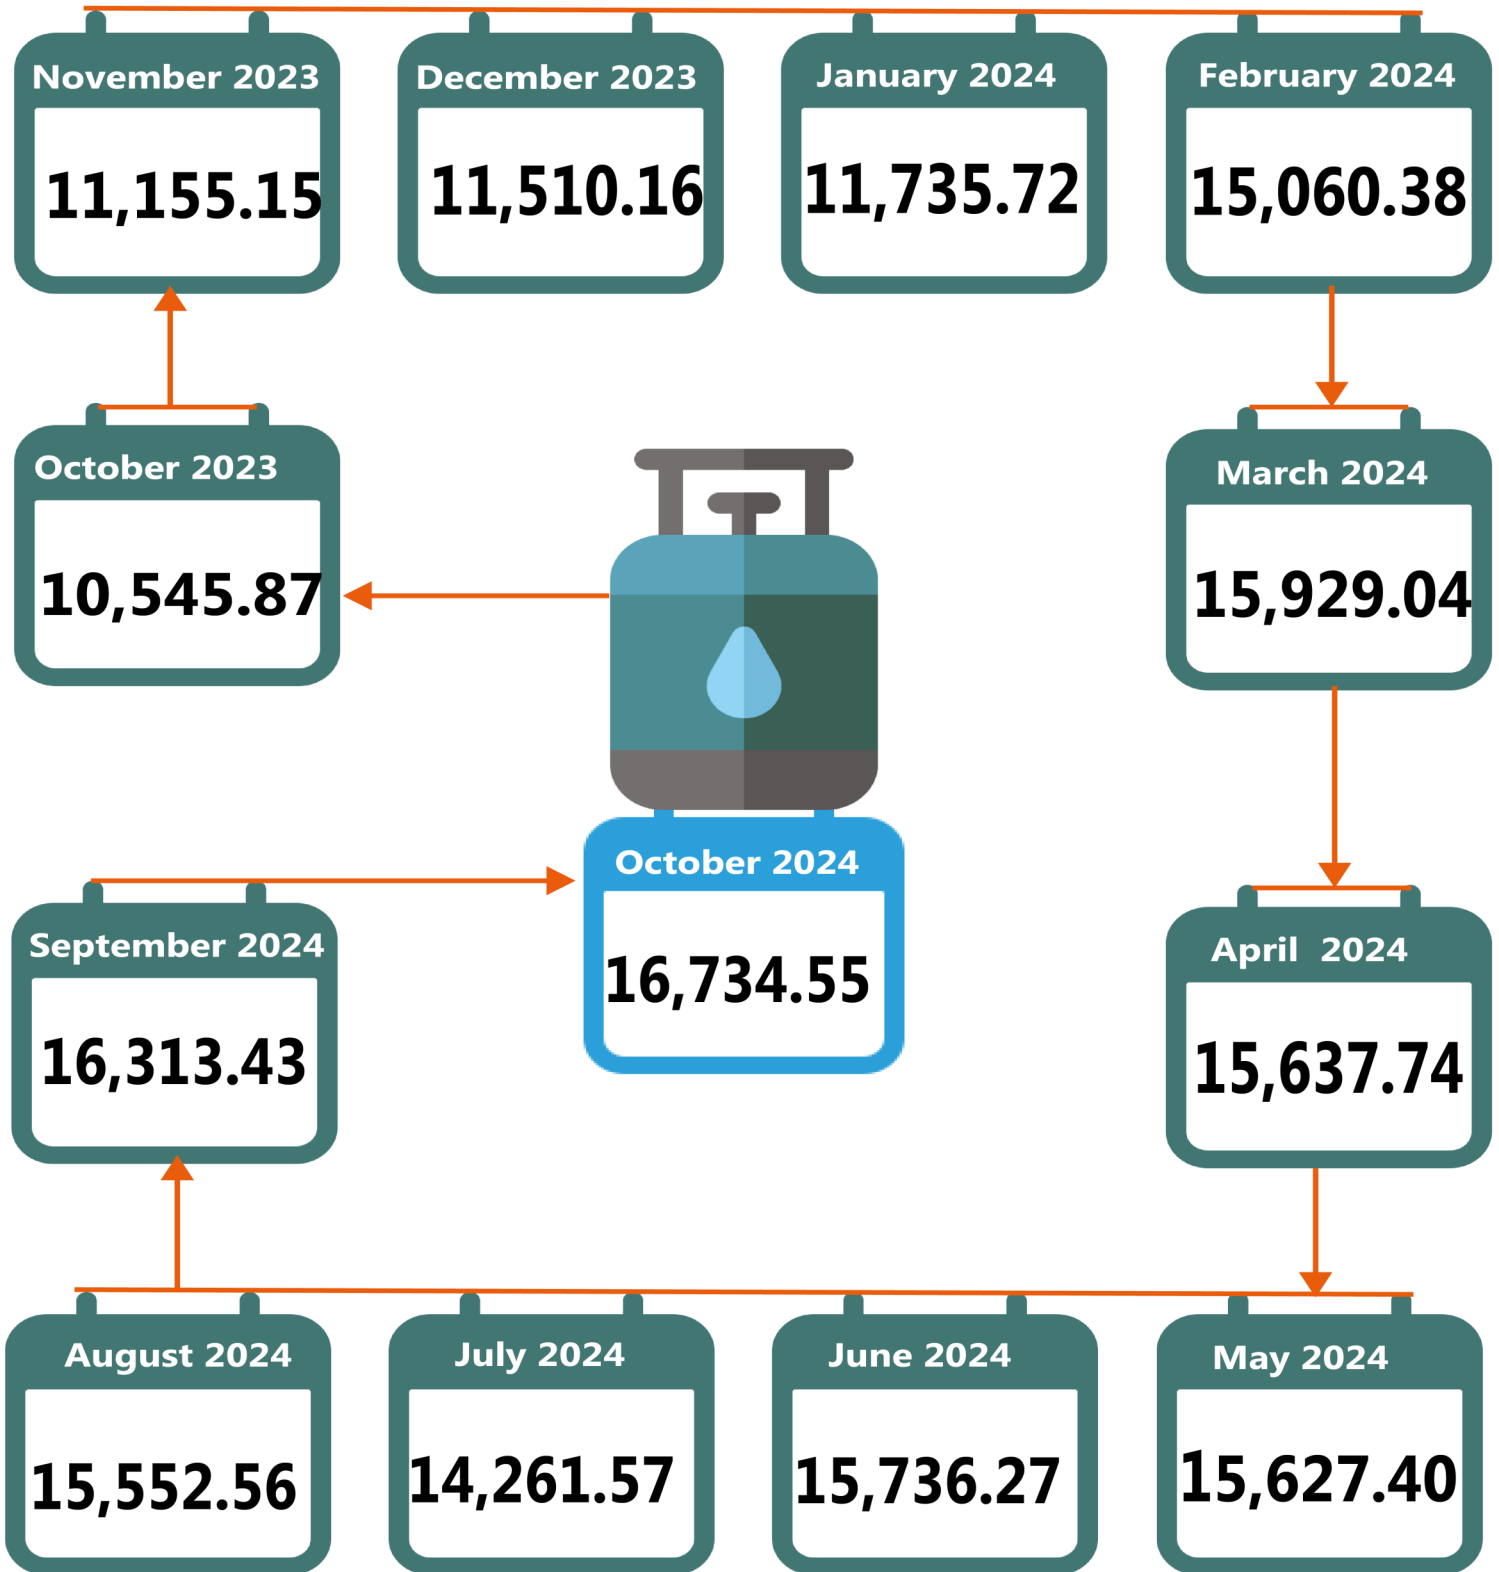 November 2023
11,155.15
December 2023
11,510.16
January 2024
11,735.72
February 2024
15,060.38
October 2023
10,545.87
March 2024
15,929.04
October 2024
16,734.55
September 2024
16,313.43
April 2024
15,637.74
August 2024
15,552.56
July 2024
14,261.57
June 2024
15,736.27
May 2024
15,627.40